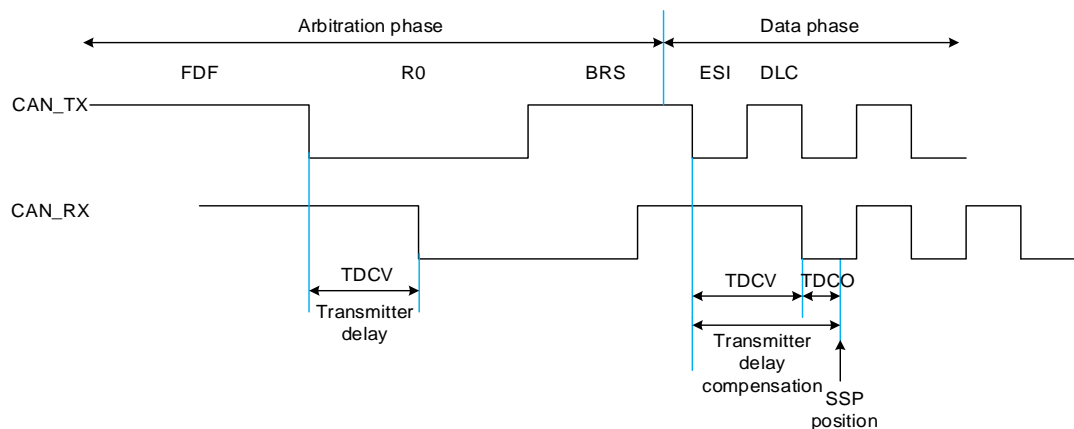 Arbitration phase
Data phase
FDF
R0
BRS
ESI
DLC
CAN_TX
CAN_RX
TDCV
Transmitter
delay
TDCV
TDCO
Transmitter
delay
compensation
SSP
position